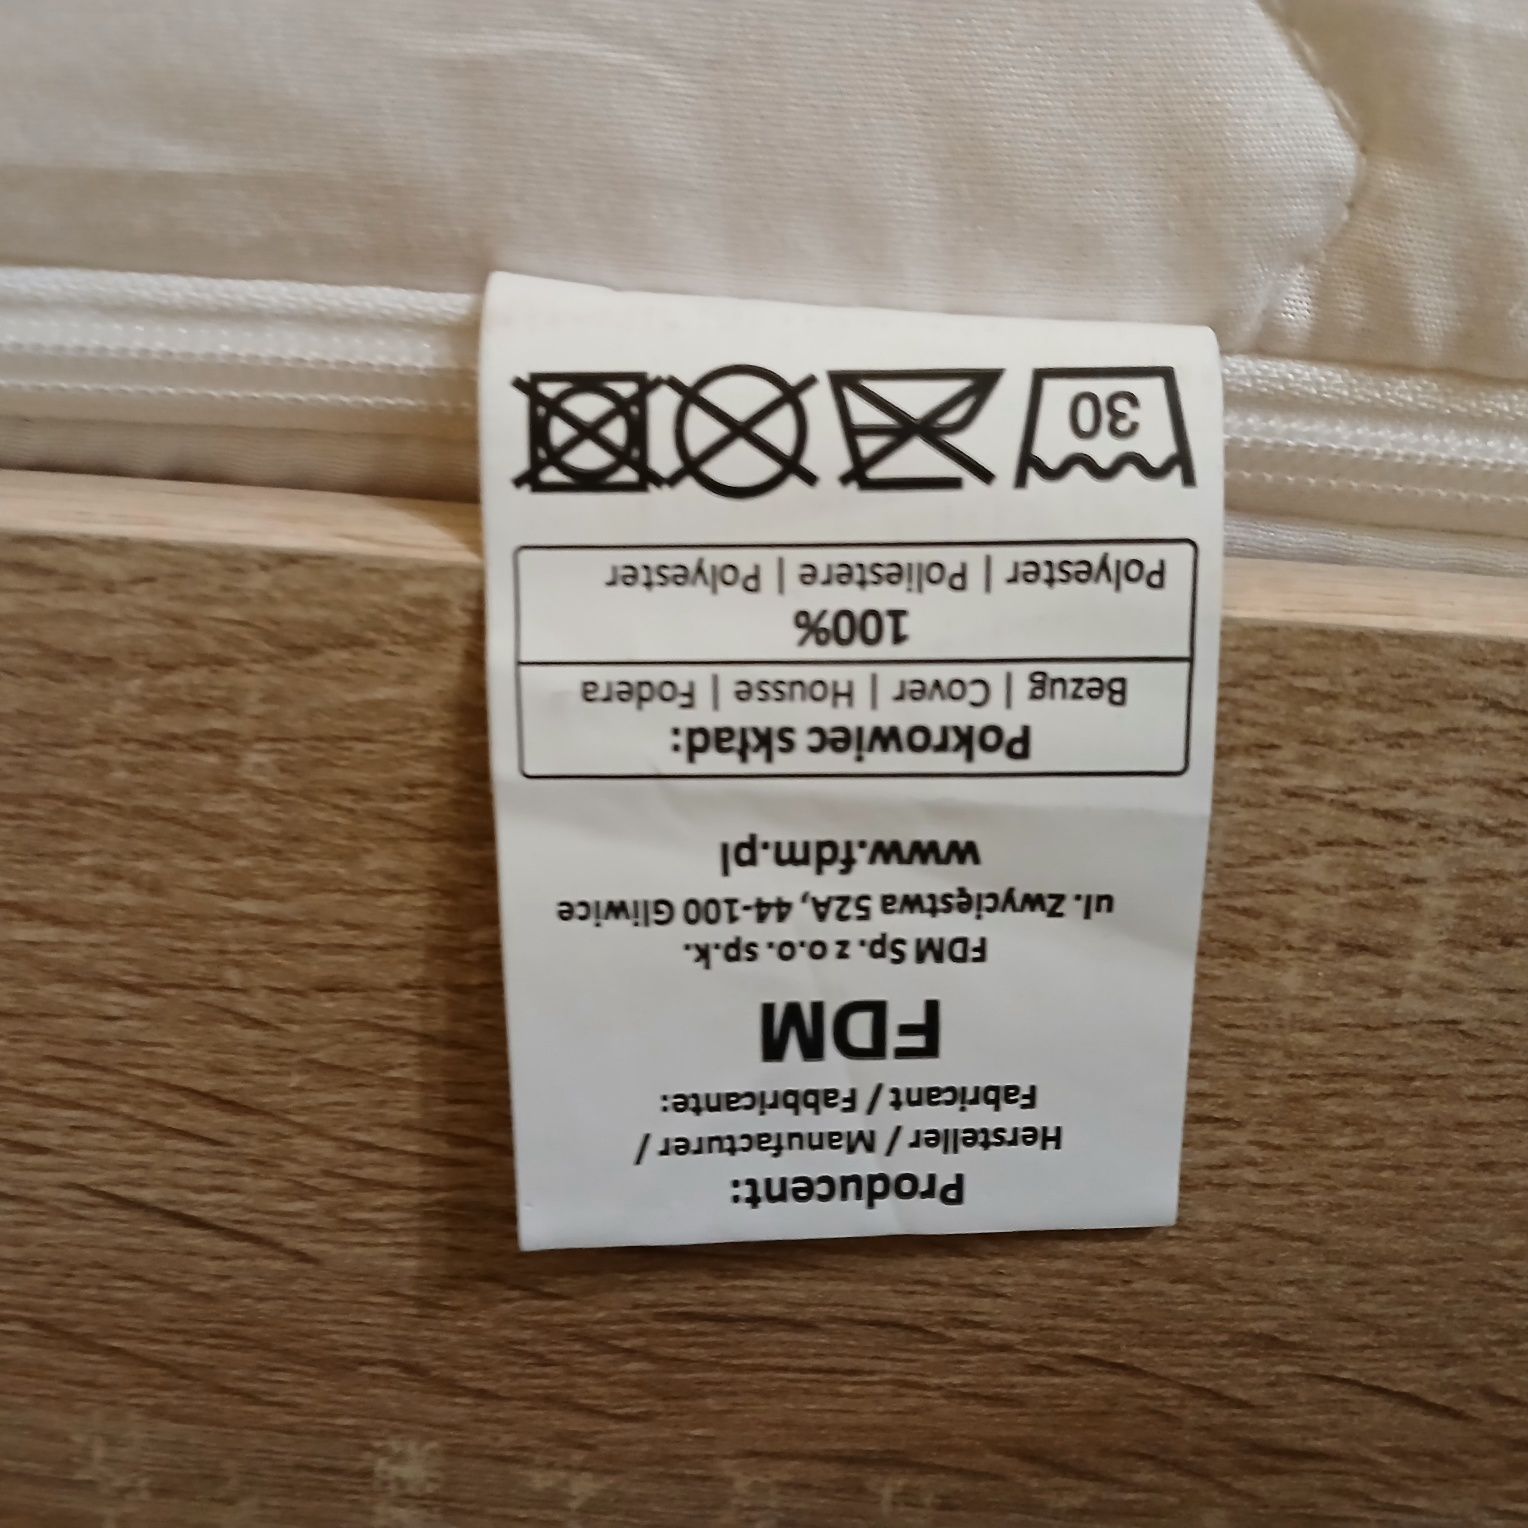 Producent:
Hersteller / Manufacturer /
Fabricant / Fabbricante:
FDM
FDM Sp. z o.o. sp.k.
ul. Zwycięstwa 52A, 44-100 Gliwice
www.fdm.pl
Pokrowiec skład:
Bezug | Cover | Housse | Fodera
100%
Polyester | Poliestere | Polyester
30